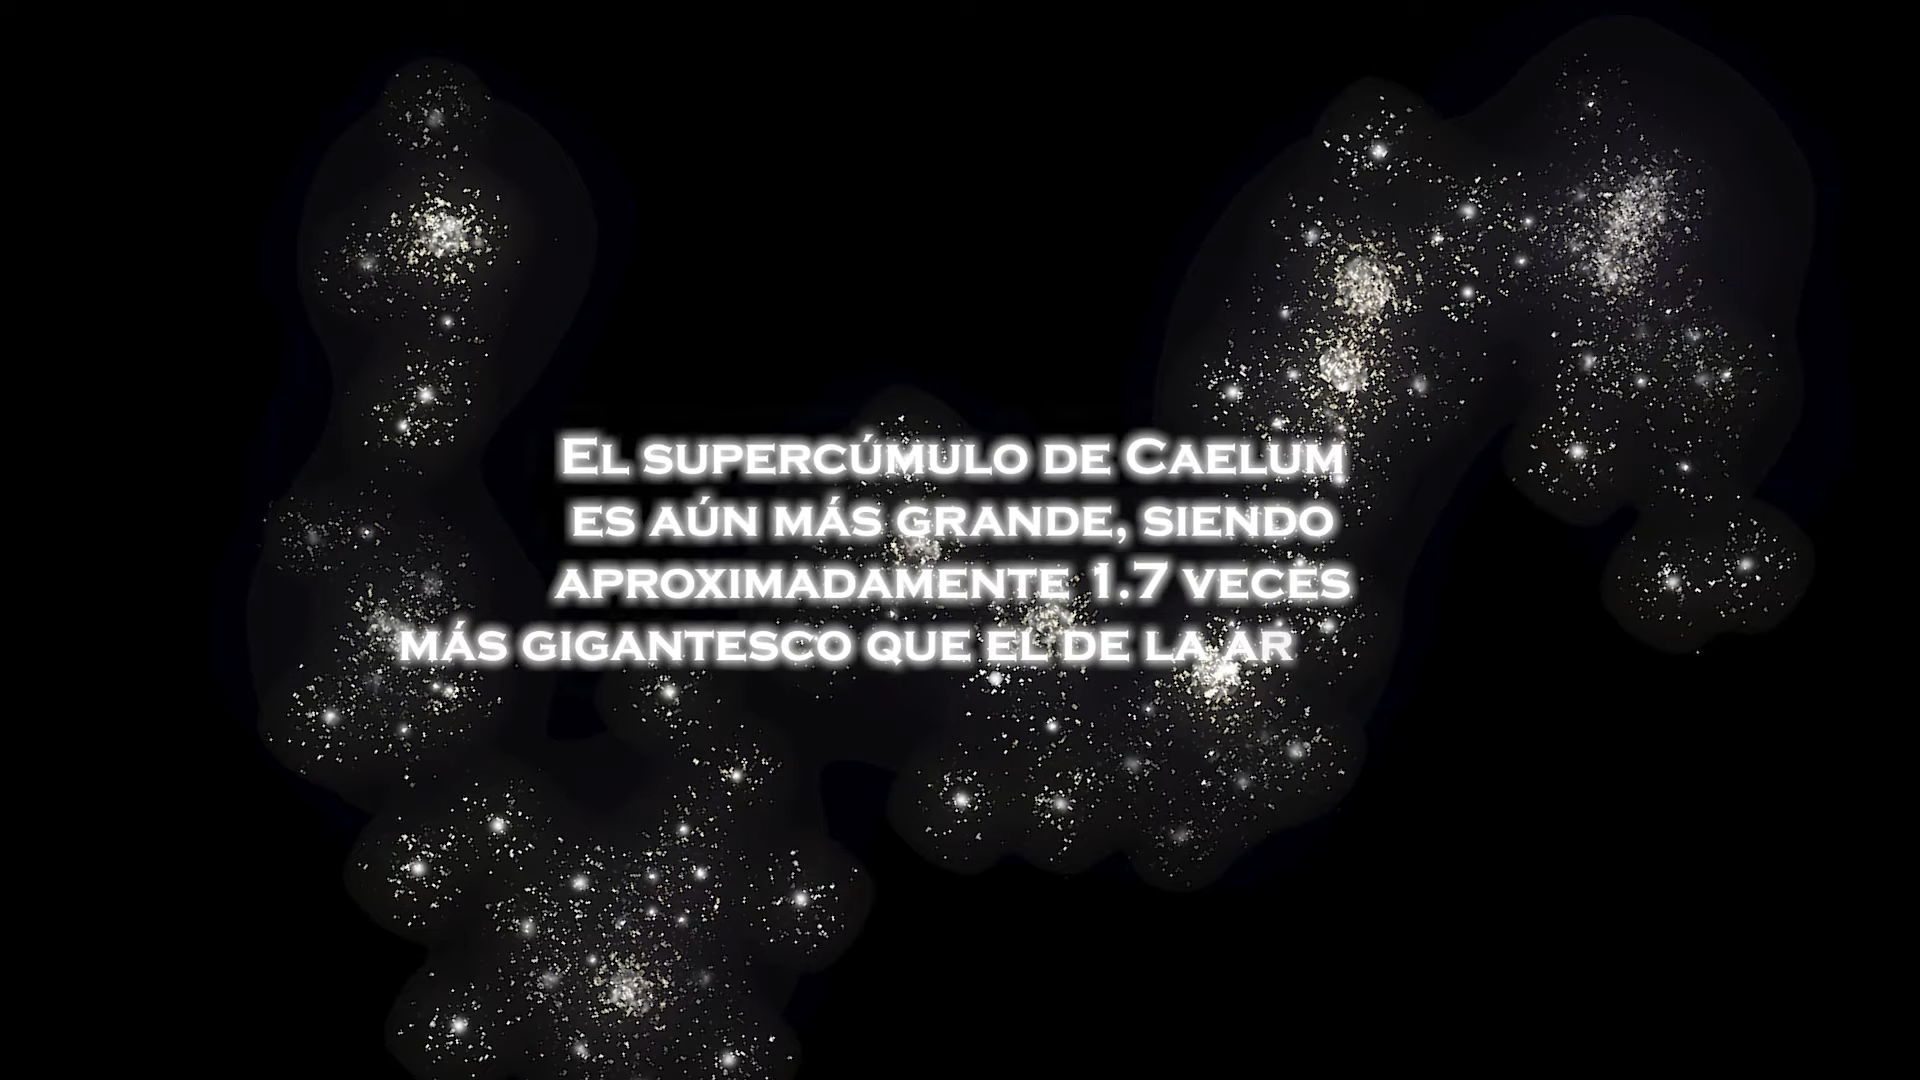 El supercúmulo de Caelum
es aún más grande, siendo
aproximadamente 1.7 veces
más gigantesco que el de la ar